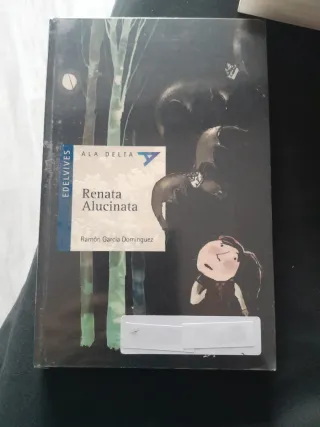 EDELVIVES
ALA DELTA
Renata
Alucinata
Ramón García Domínguez